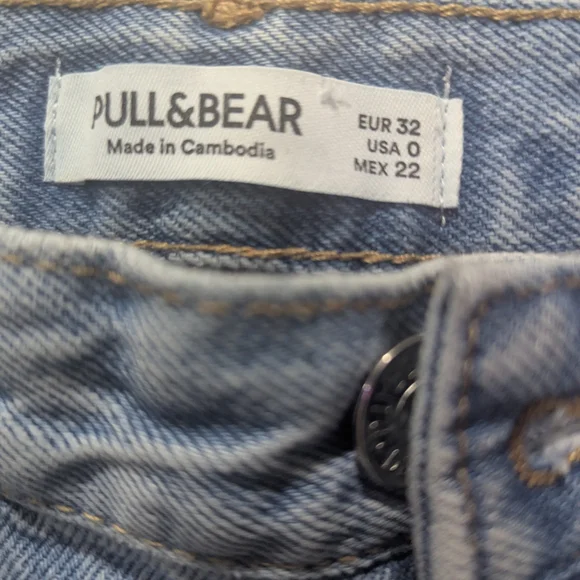 PULL&BEAR
Made in Cambodia
EUR 32
USA 0
MEX 22